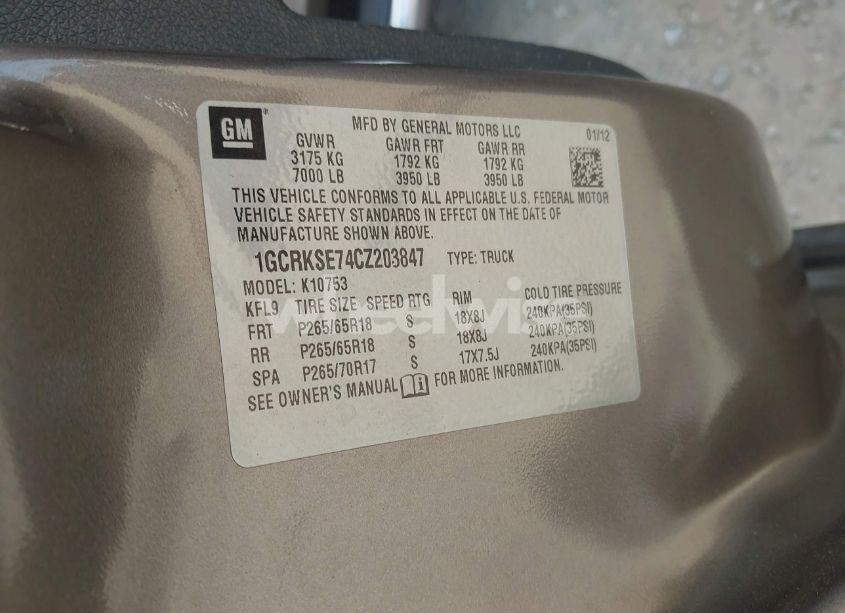 GM®
MFD BY GENERAL MOTORS LLC 01/12
GVWR GAWR FRT GAWR RR
3175 KG 1792 KG 1792 KG
7000 LB 3950 LB 3950 LB
THIS VEHICLE CONFORMS TO ALL APPLICABLE U.S. FEDERAL MOTOR
VEHICLE SAFETY STANDARDS IN EFFECT ON THE DATE OF
MANUFACTURE SHOWN ABOVE.
1GCRKSE74CZ203847 TYPE: TRUCK
MODEL: K10753
KFL9 TIRE SIZE SPEED RTG RIM COLD TIRE PRESSURE
FRT P265/65R18 S 18X8J 240KPA(35PSI)
RR P265/65R18 S 18X8J 240KPA(35PSI)
SPA P265/70R17 S 17X7.5J 240KPA(35PSI)
SEE OWNER'S MANUAL FOR MORE INFORMATION.